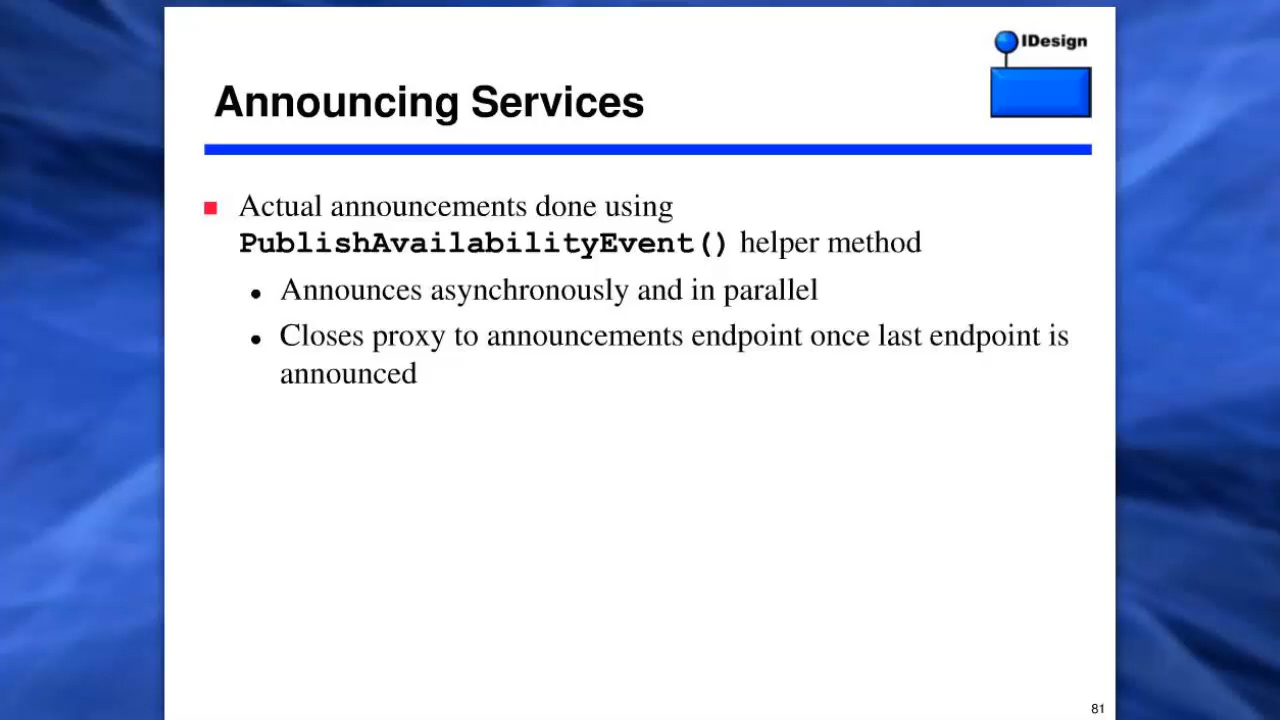 IDesign
Announcing Services
Actual announcements done using
PublishAvailabilityEvent() helper method
Announces asynchronously and in parallel
Closes proxy to announcements endpoint once last endpoint is
announced
81